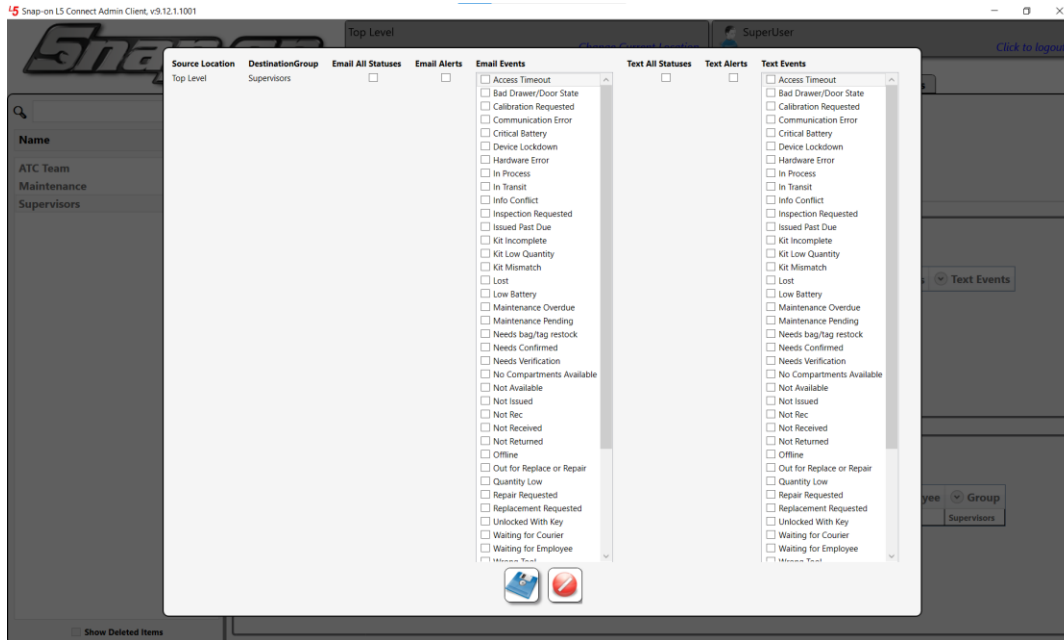 Snap-on L5 Connect Admin Client, v:9.12.1.1001
Top Level
SuperUser
Change Current Location
Click to logout
Snap-on
Name
ATC Team
Maintenance
Supervisors
Show Deleted Items
Source Location DestinationGroup Email All Statuses Email Alerts Email Events Text All Statuses Text Alerts Text Events
Top Level Supervisors
Access Timeout
Bad Drawer/Door State
Calibration Requested
Communication Error
Critical Battery
Device Lockdown
Hardware Error
In Process
In Transit
Info Conflict
Inspection Requested
Issued Past Due
Kit Incomplete
Kit Low Quantity
Kit Mismatch
Lost
Low Battery
Maintenance Overdue
Maintenance Pending
Needs bag/tag restock
Needs Confirmed
Needs Verification
No Compartments Available
Not Available
Not Issued
Not Rec
Not Received
Not Returned
Offline
Out for Replace or Repair
Quantity Low
Repair Requested
Replacement Requested
Unlocked With Key
Waiting for Courier
Waiting for Employee
Wrong Tool
Access Timeout
Bad Drawer/Door State
Calibration Requested
Communication Error
Critical Battery
Device Lockdown
Hardware Error
In Process
In Transit
Info Conflict
Inspection Requested
Issued Past Due
Kit Incomplete
Kit Low Quantity
Kit Mismatch
Lost
Low Battery
Maintenance Overdue
Maintenance Pending
Needs bag/tag restock
Needs Confirmed
Needs Verification
No Compartments Available
Not Available
Not Issued
Not Rec
Not Received
Not Returned
Offline
Out for Replace or Repair
Quantity Low
Repair Requested
Replacement Requested
Unlocked With Key
Waiting for Courier
Waiting for Employee
Wrong Tool
Text Events
Group
Supervisors